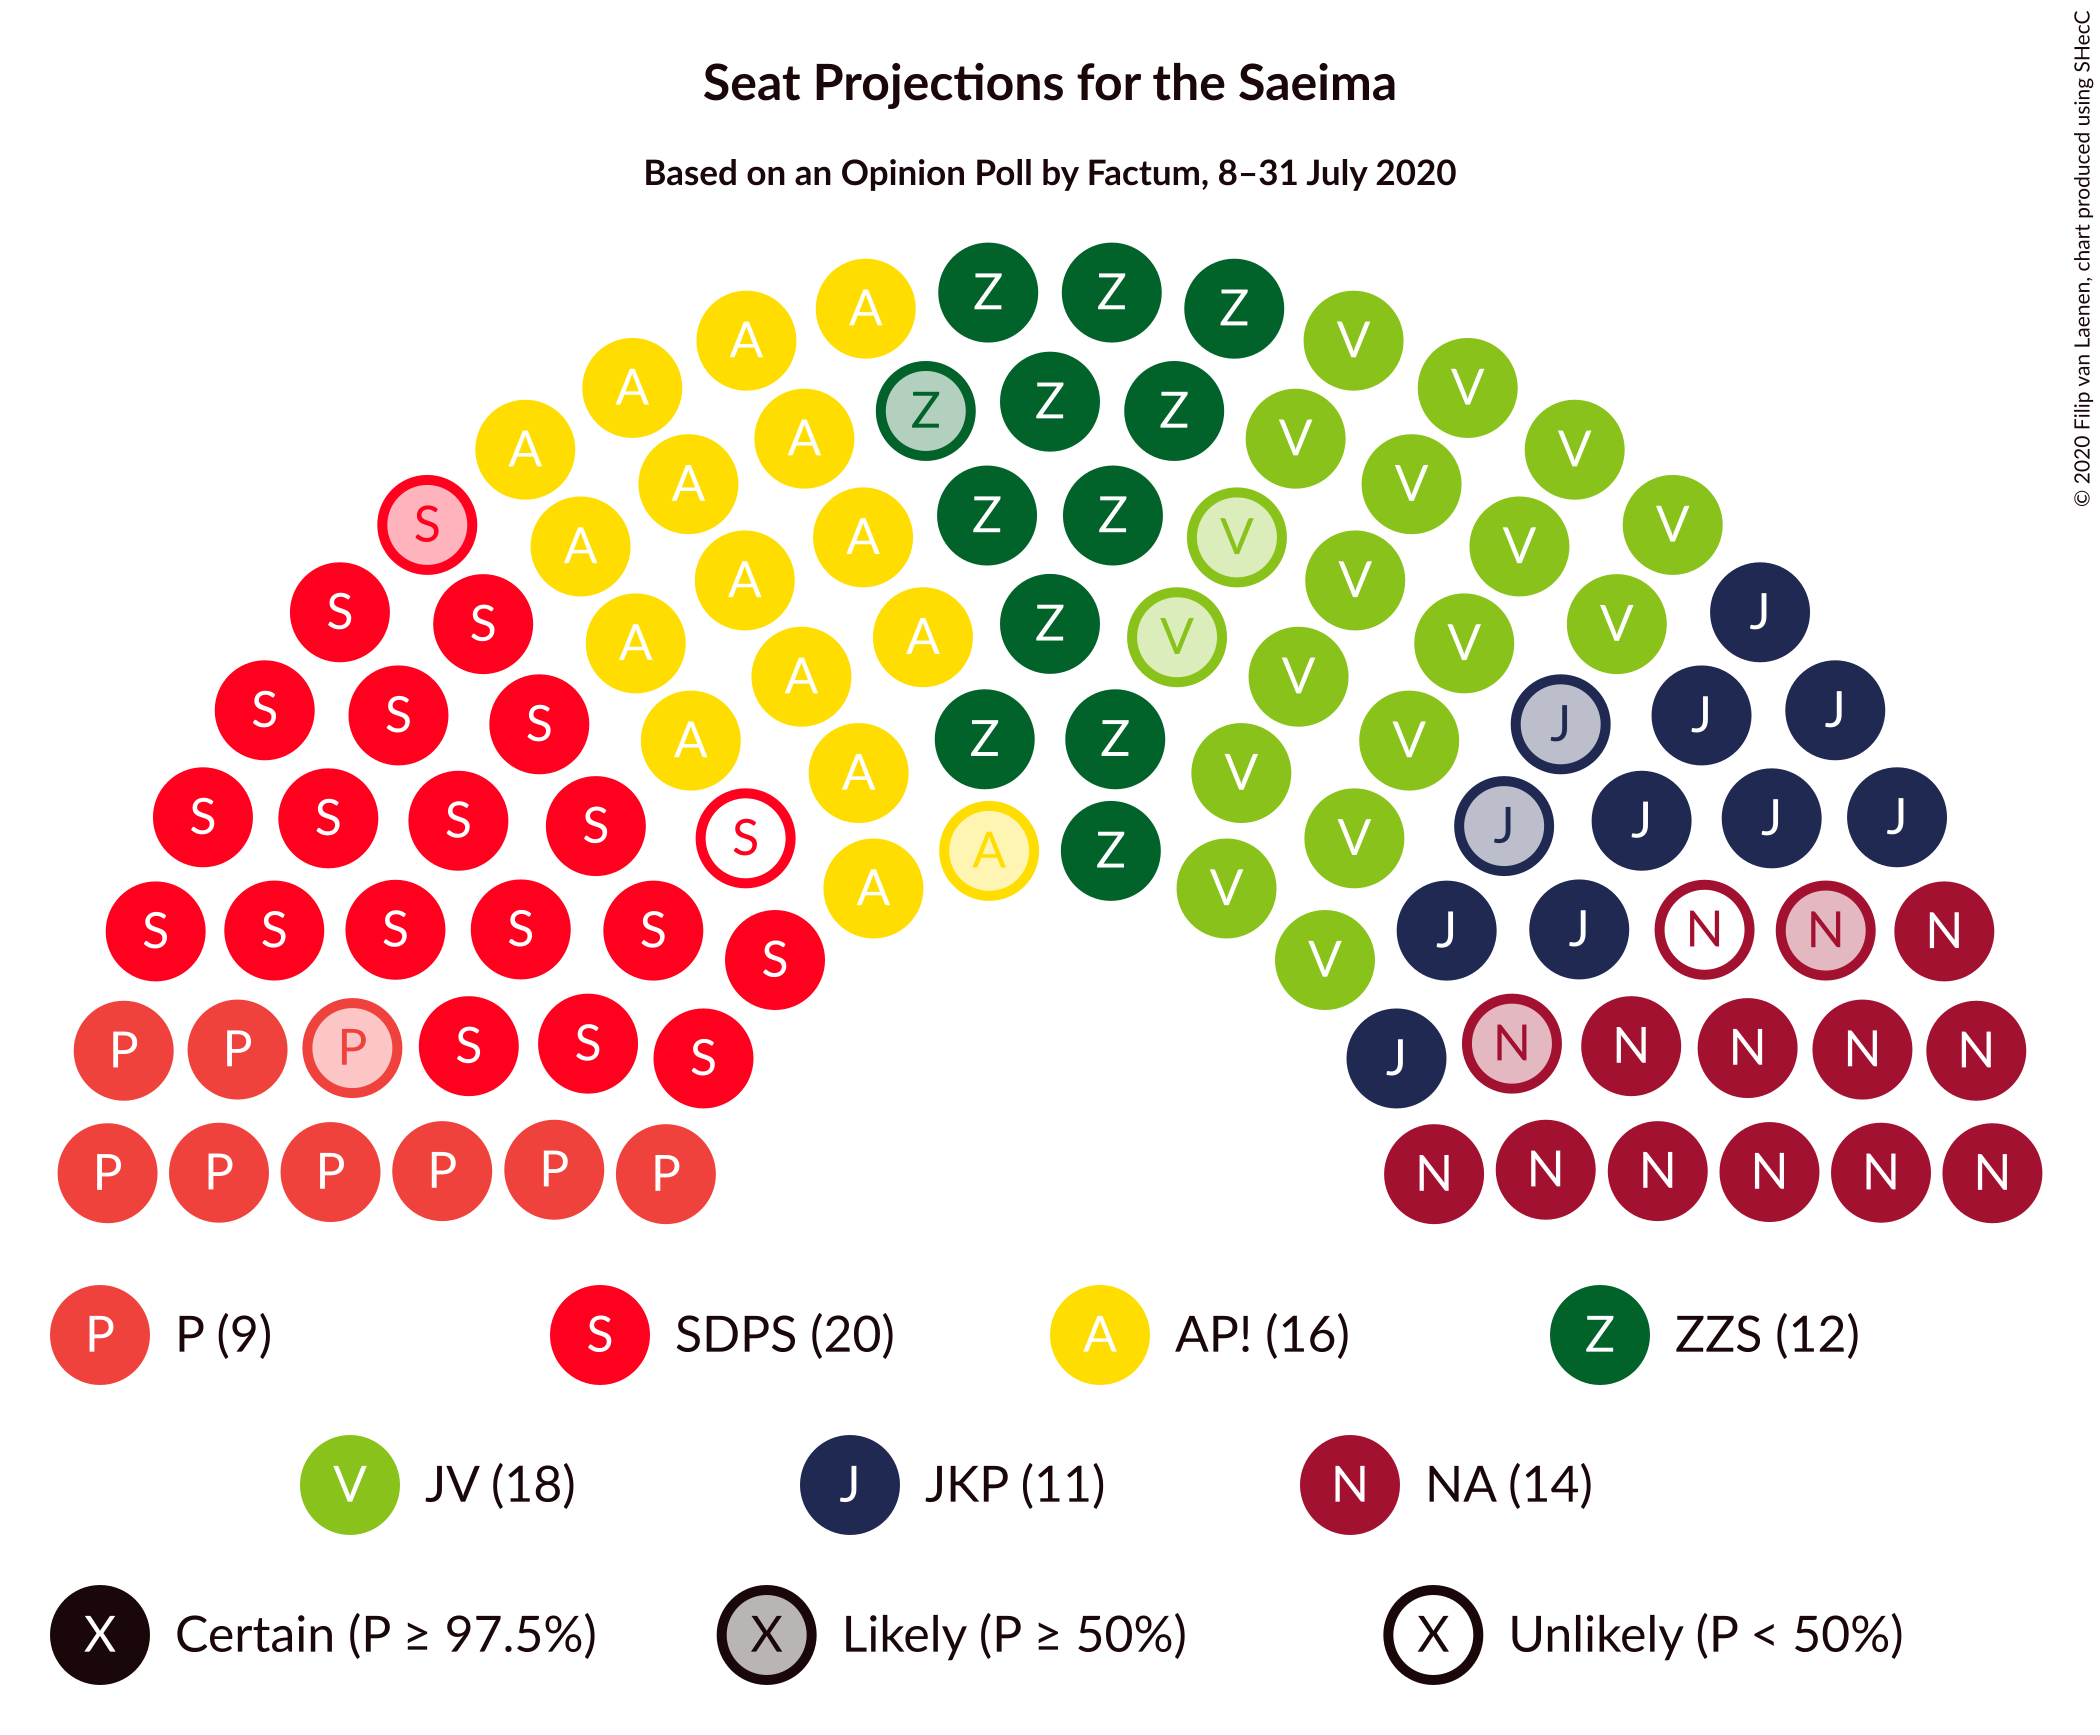 Seat Projections for the Saeima
Based on an Opinion Poll by Factum, 8–31 July 2020
© 2020 Filip van Laenen, chart produced using SHecC
Z Z
A Z
A V
Z
Z Z
A A V V
A V
A V
Z Z
S V
A A V
A V
A V
J
S S Z V
A A V
A V
S J
S S S J J
A V
A Z Z V
A V
S S S S J J J J
S V
A Z
A V
S S S S S J J N N N
S V
P P P S S S J N N N N N
P P P P P P N N N N N N
P P (9) S SDPS (20) A AP! (16) Z ZZS (12)
V JV (18) J JKP (11) N NA (14)
X Certain (P ≥ 97.5%) X Likely (P ≥ 50%) X Unlikely (P < 50%)